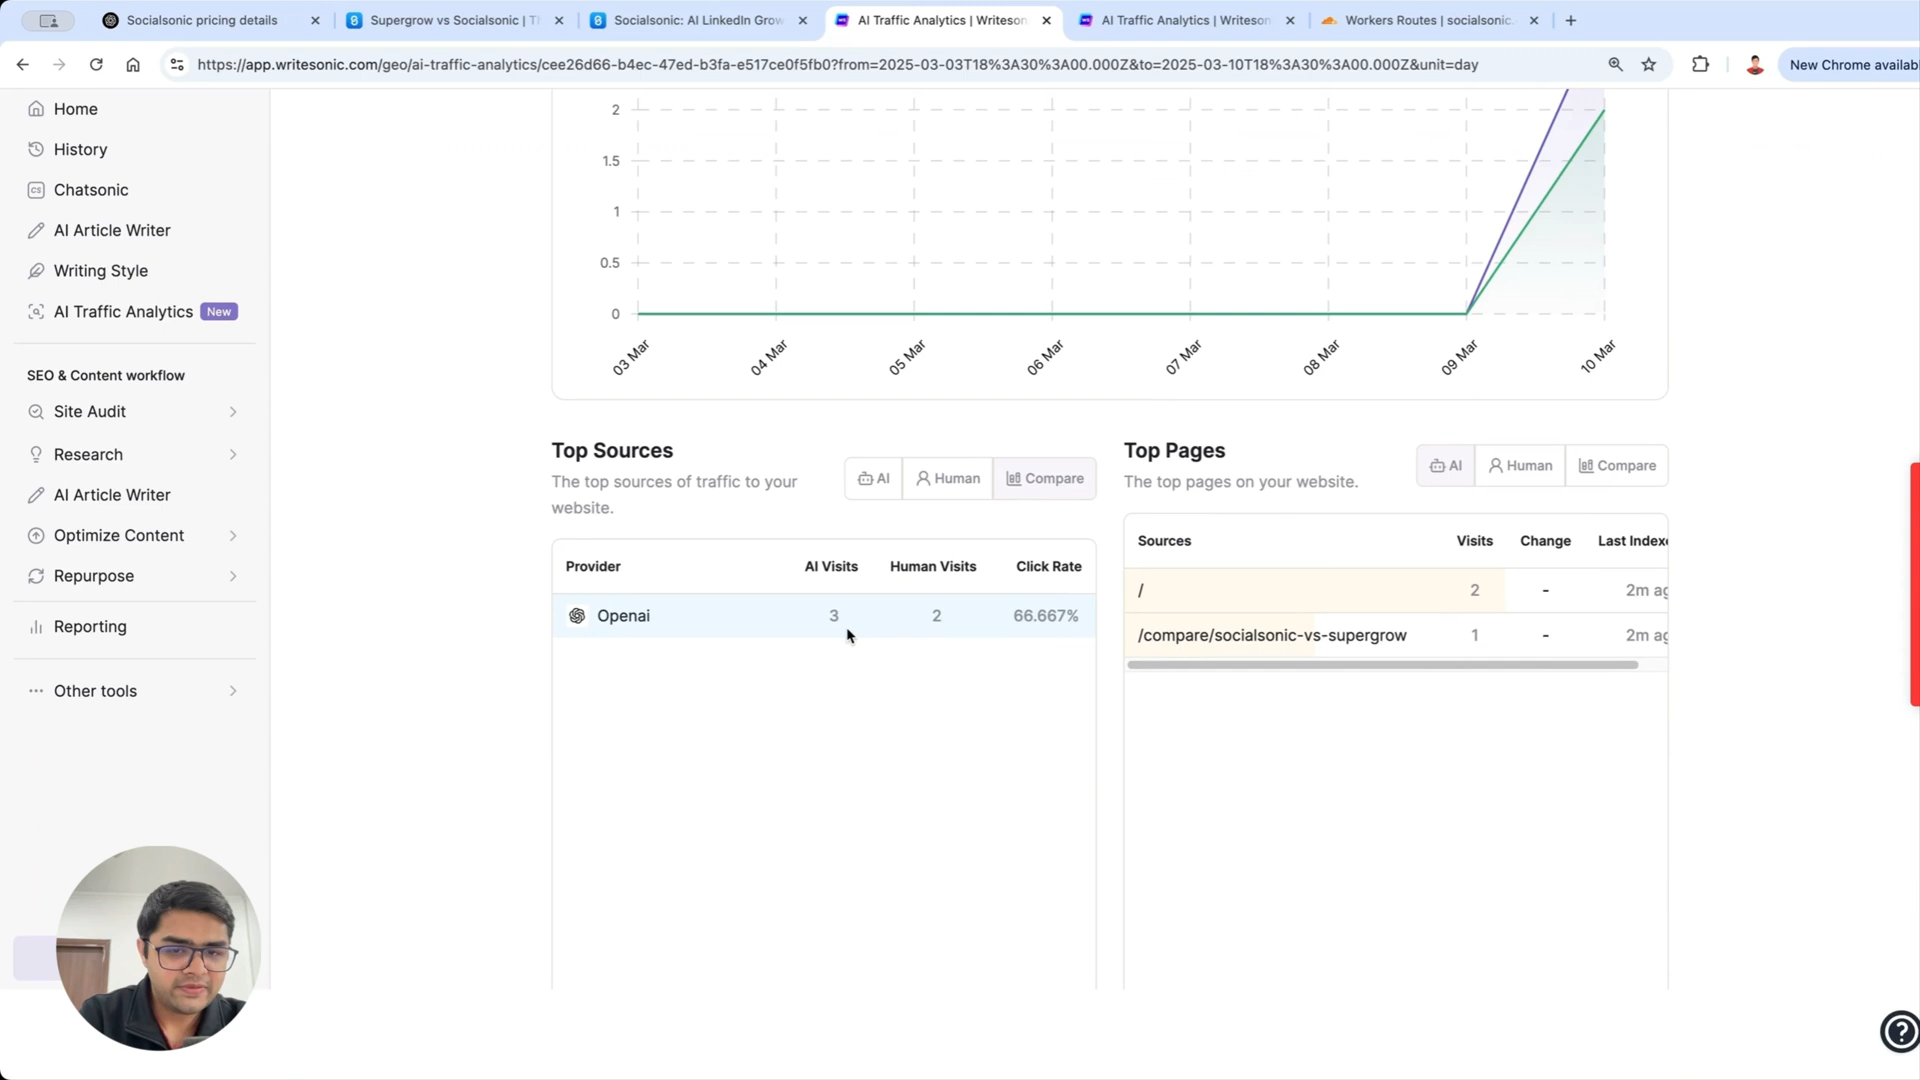 Socialsonic pricing details
Supergrow vs Socialsonic | T
Socialsonic: AI LinkedIn Grow
AI Traffic Analytics | Writeson
AI Traffic Analytics | Writeson
Workers Routes | socialsonic.
https://app.writesonic.com/geo/ai-traffic-analytics/cee26d66-b4ec-47ed-b3fa-e517ce0f5fb0?from=2025-03-03T18%3A30%3A00.000Z&to=2025-03-10T18%3A30%3A00.000Z&unit=day
New Chrome availab
Home
History
CS Chatsonic
AI Article Writer
Writing Style
AI Traffic Analytics New
SEO & Content workflow
Site Audit
Research
AI Article Writer
Optimize Content
Repurpose
Reporting
Other tools
2
1.5
1
0.5
0
03 Mar
04 Mar
05 Mar
06 Mar
07 Mar
08 Mar
09 Mar
10 Mar
Top Sources
The top sources of traffic to your
website.
AI
Human
Compare
Provider AI Visits Human Visits Click Rate
Openai 3 2 66.667%
Top Pages
The top pages on your website.
AI
Human
Compare
Sources Visits Change Last Indexe
/ 2 - 2m ag
/compare/socialsonic-vs-supergrow 1 - 2m ag
?